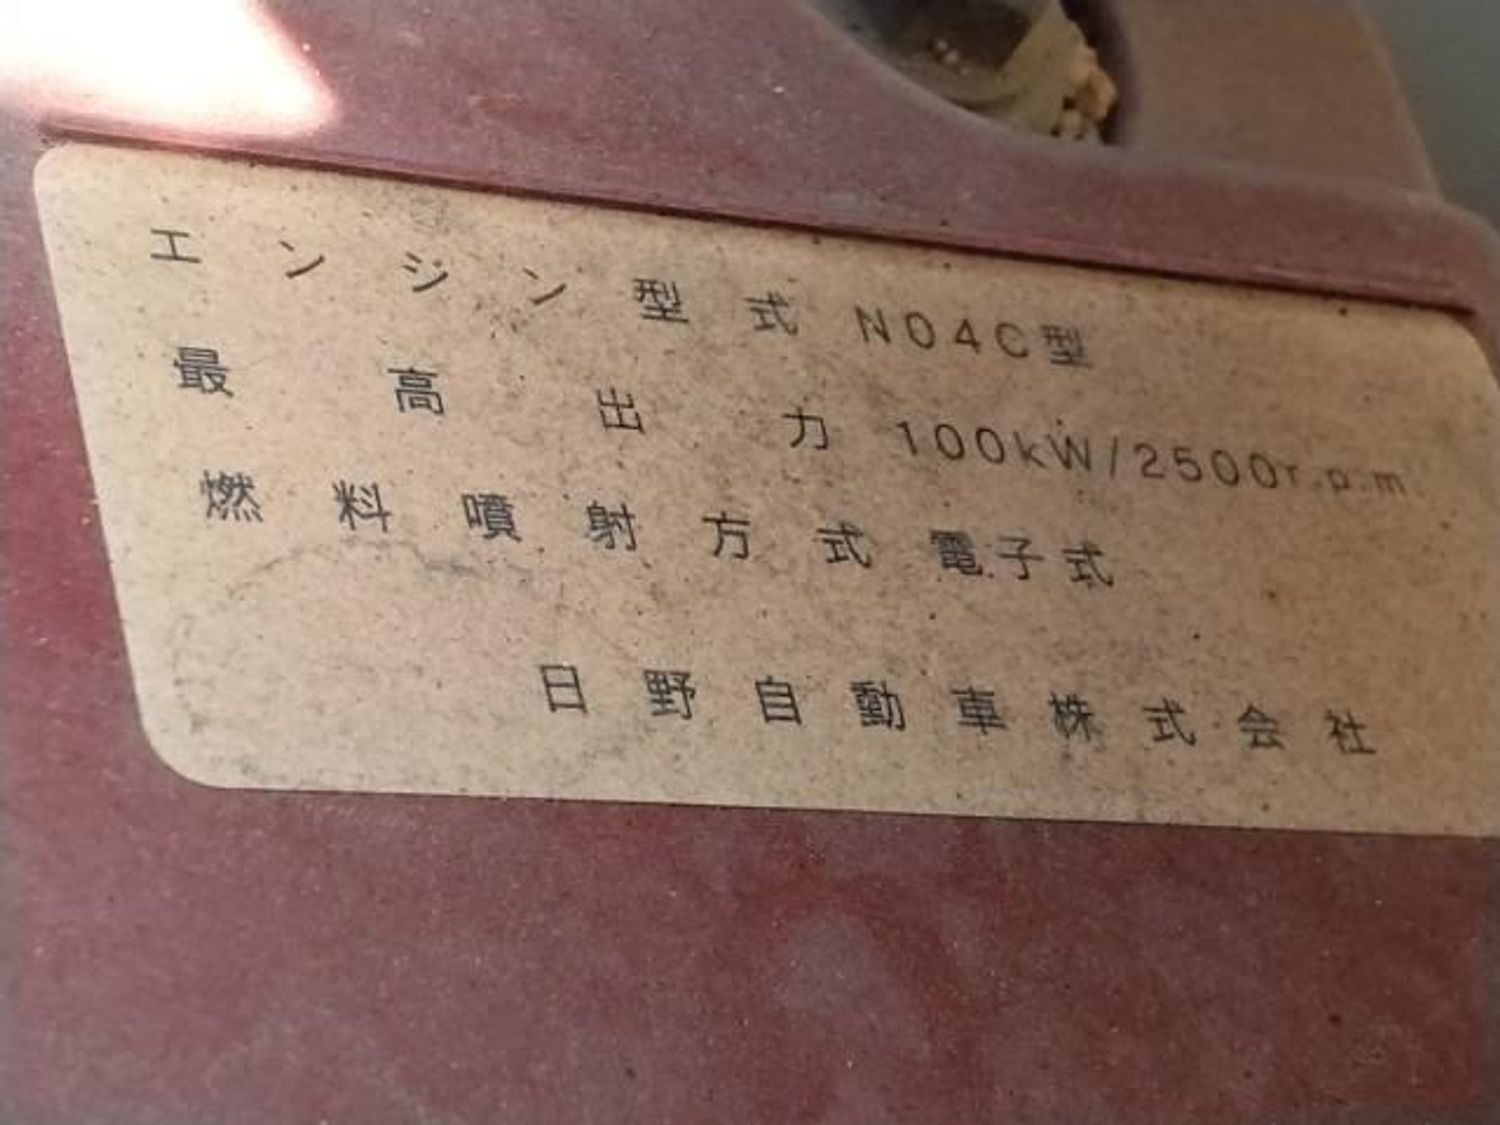 エンジン型式 N04C型
最高出力 100kW/2500r.p.m.
燃料噴射方式 電子式
日野自動車株式会社